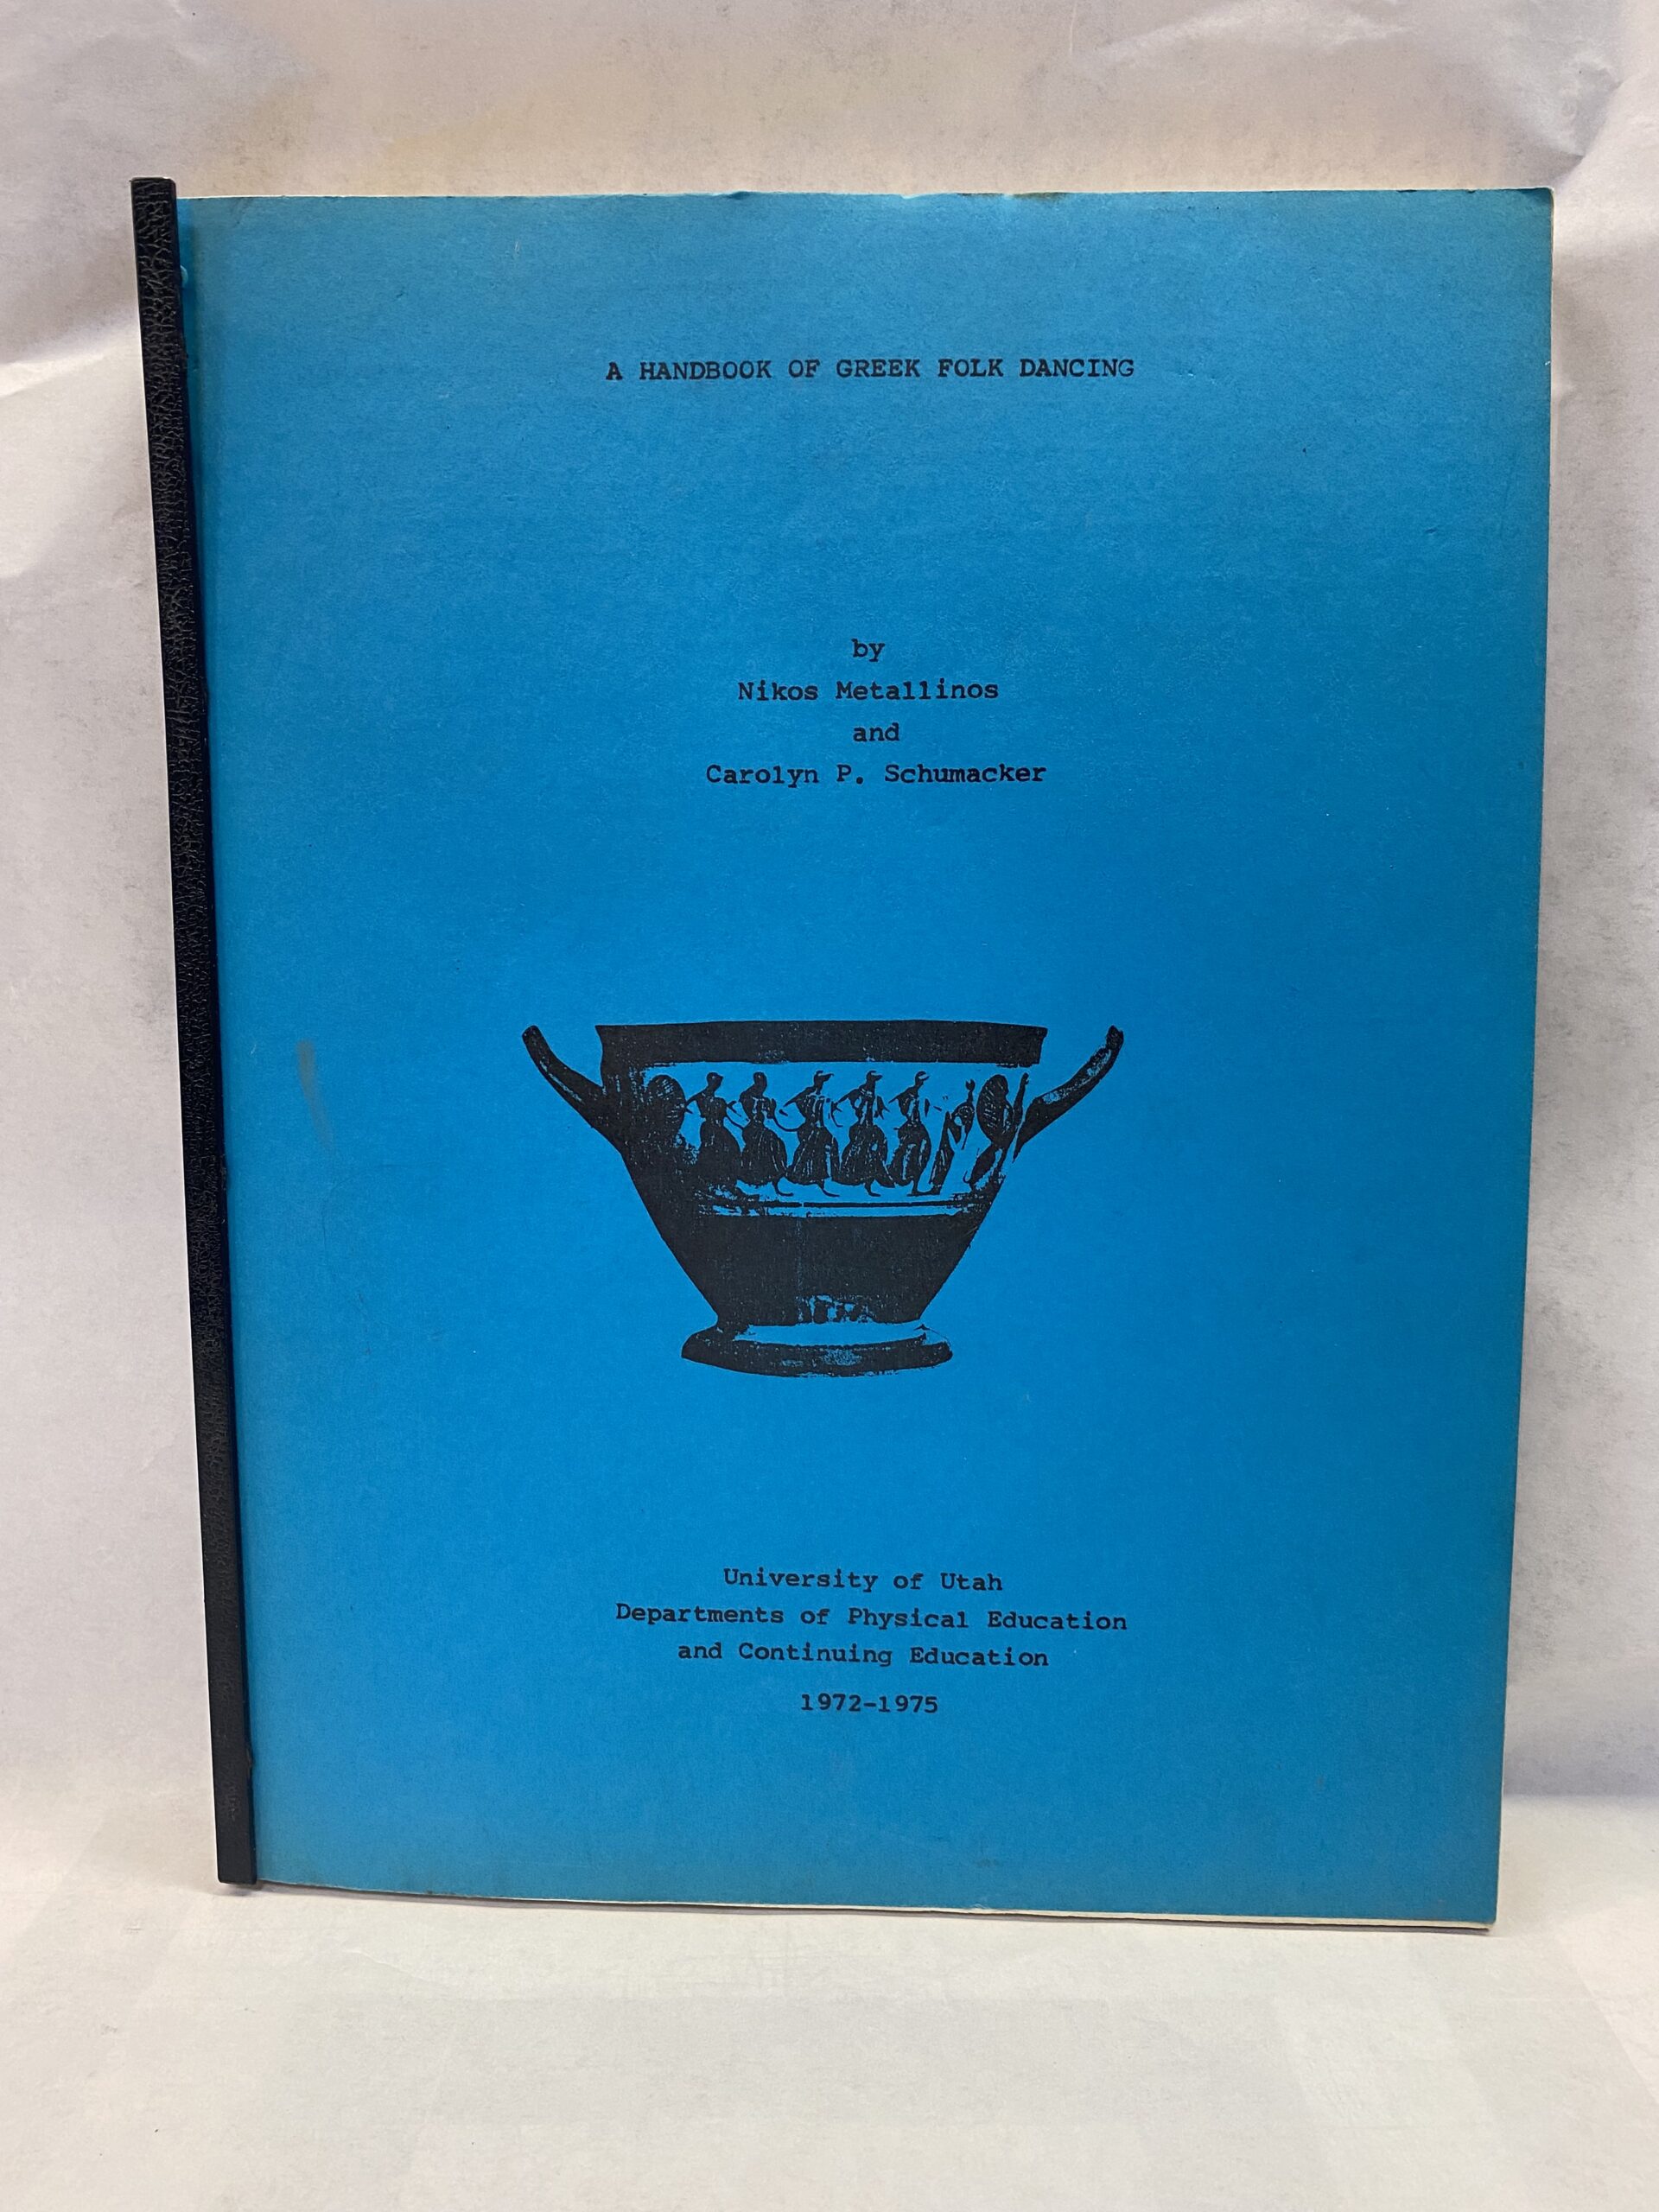 A HANDBOOK OF GREEK FOLK DANCING
by
Nikos Metallinos
and
Carolyn P. Schumacker
University of Utah
Departments of Physical Education
and Continuing Education
1972-1975